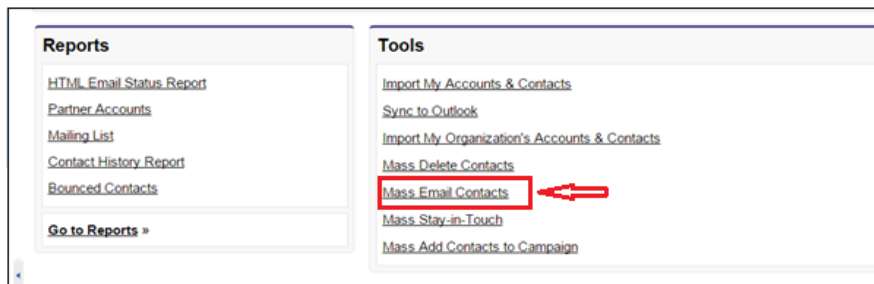 Reports
HTML Email Status Report
Partner Accounts
Mailing List
Contact History Report
Bounced Contacts
Go to Reports »
Tools
Import My Accounts & Contacts
Sync to Outlook
Import My Organization's Accounts & Contacts
Mass Delete Contacts
Mass Email Contacts
Mass Stay-in-Touch
Mass Add Contacts to Campaign